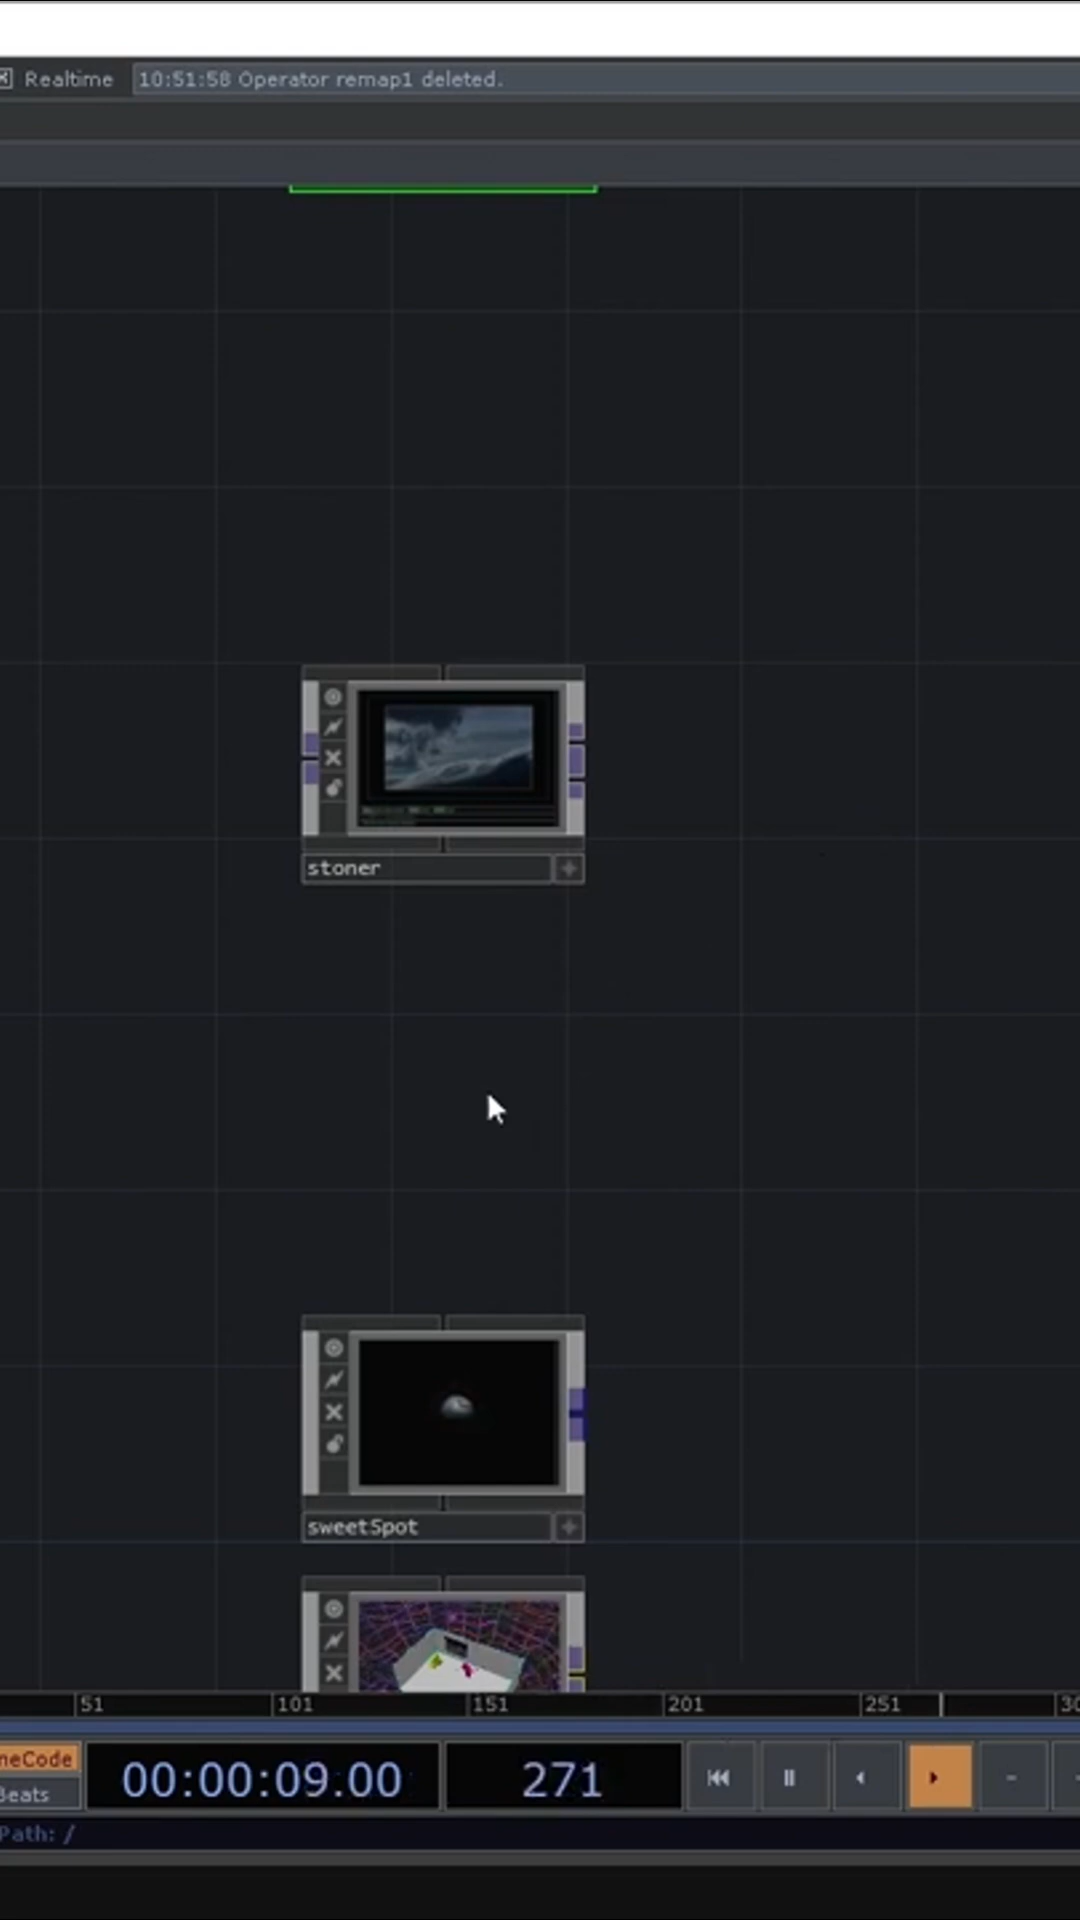 Realtime
10:51:58 Operator remap1 deleted.
stoner
sweetSpot
51 101 151 201 251 30
neCode
Beats
00:00:09.00
271
Path: /